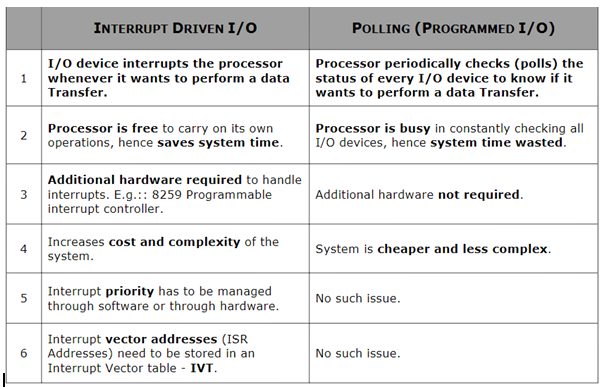 INTERRUPT DRIVEN I/O
POLLING (PROGRAMMED I/O)
1
I/O device interrupts the processor
whenever it wants to perform a data
Transfer.
Processor periodically checks (polls) the
status of every I/O device to know if it
wants to perform a data Transfer.
2
Processor is free to carry on its own
operations, hence saves system time.
Processor is busy in constantly checking all
I/O devices, hence system time wasted.
3
Additional hardware required to handle
interrupts. E.g.:: 8259 Programmable
interrupt controller.
Additional hardware not required.
4
Increases cost and complexity of the
system.
System is cheaper and less complex.
5
Interrupt priority has to be managed
through software or through hardware.
No such issue.
6
Interrupt vector addresses (ISR
Addresses) need to be stored in an
Interrupt Vector table - IVT.
No such issue.